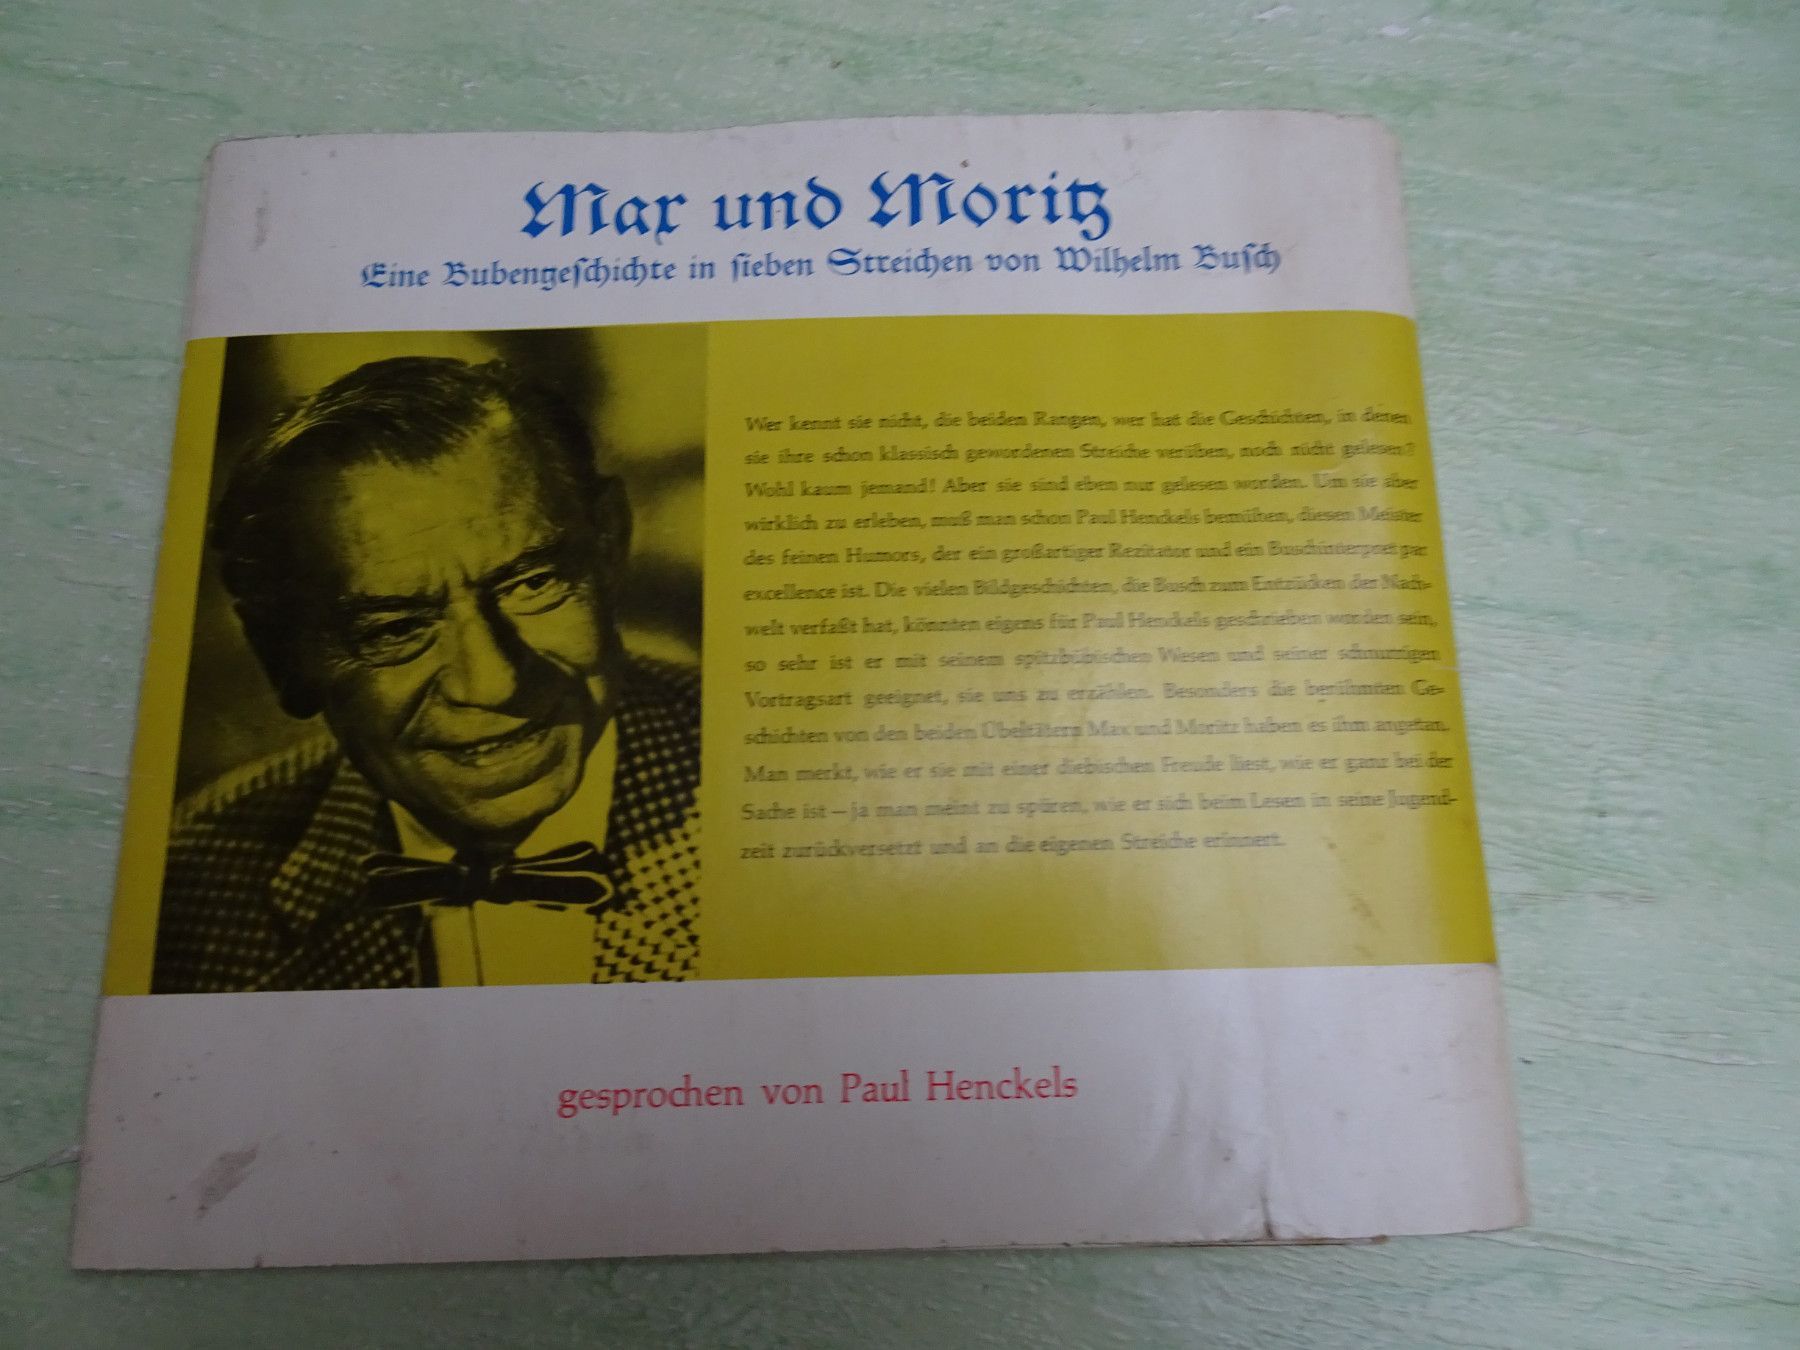 Max und Moritz
Eine Bubengeschichte in sieben Streichen von Wilhelm Busch
Wer kennt sie nicht, die beiden Rangen, wer hat die Geschichten, in denen
sie ihre schon klassisch gewordenen Streiche verüben, noch nicht gelesen?
Wohl kaum jemand! Aber sie sind eben nur gelesen worden. Um sie aber
wirklich zu erleben, muß man schon Paul Henckels bemühen, diesen Meister
des feinen Humors, der ein großartiger Rezitator und ein Buschinterpret par
excellence ist. Die vielen Bildgeschichten, die Busch zum Entzücken der Nach-
welt verfaßt hat, könnten eigens für Paul Henckels geschrieben worden sein,
so sehr ist er mit seinem spitzbübischen Wesen und seiner schnurrigen
Vortragsart geeignet, sie uns zu erzählen. Besonders die berühmten Ge-
schichten von den beiden Übeltätern Max und Moritz haben es ihm angetan.
Man merkt, wie er sie mit einer diebischen Freude liest, wie er ganz bei der
Sache ist – ja man meint zu spüren, wie er sich beim Lesen in seine Jugend-
zeit zurückversetzt und an die eigenen Streiche erinnert.
gesprochen von Paul Henckels